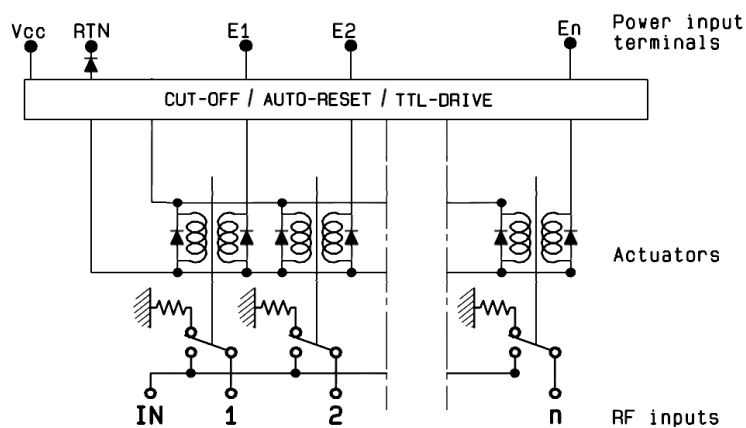 Vcc RTN E1 E2 En Power input
terminals
CUT-OFF / AUTO-RESET / TTL-DRIVE
Actuators
IN 1 2 n RF inputs